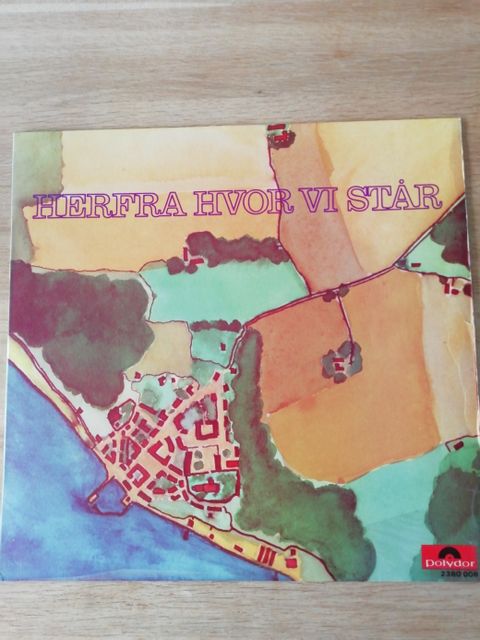 HERFRA HVOR VI STÅR
Polydor
2380 008